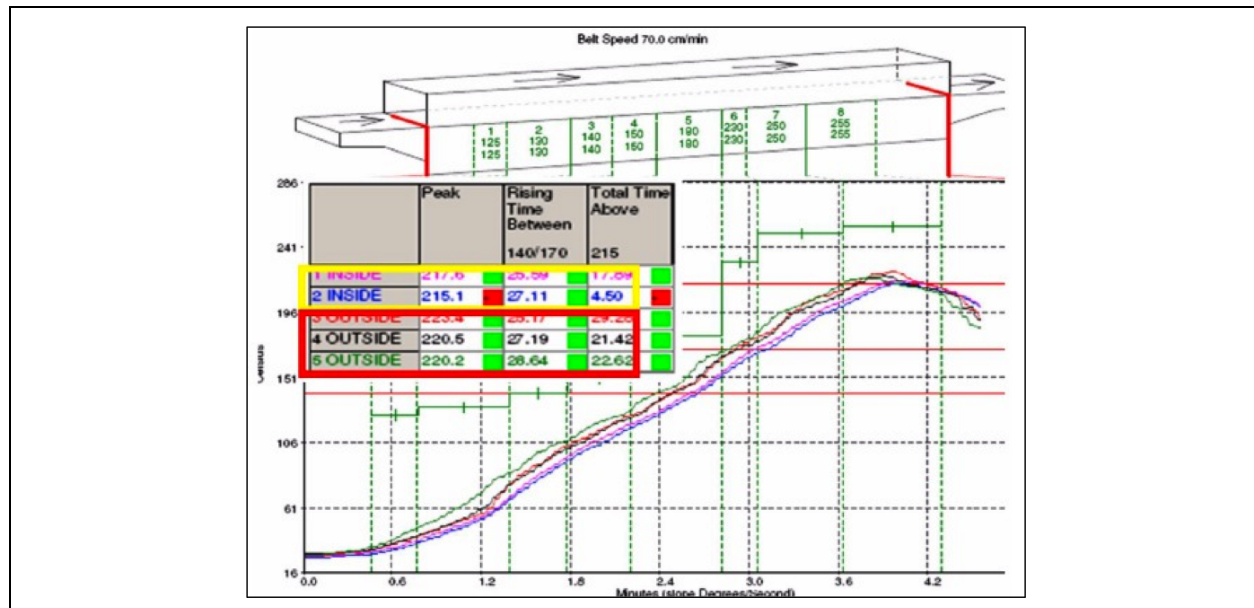 Belt Speed 70.0 cm/min
1 2 3 4 5 6 7 8
125 130 140 150 190 230 250 255
125 130 140 150 190 230 250 255
Peak Rising Time Between 140/170 Total Time Above 215
1 INSIDE 217.6 25.59 17.89
2 INSIDE 215.1 27.11 4.50
3 OUTSIDE 223.4 25.17
4 OUTSIDE 220.5 27.19 21.42
5 OUTSIDE 220.2 28.64 22.62
286
241
196
151
106
61
16
Celsius
0.0 0.6 1.2 1.8 2.4 3.0 3.6 4.2
Minutes (slope Degrees/Second)